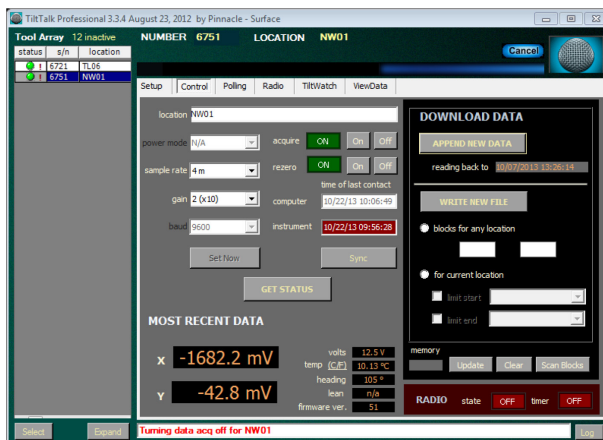 TiltTalk Professional 3.3.4 August 23, 2012 by Pinnacle - Surface
Tool Array 12 inactive NUMBER 6751 LOCATION NW01
status s/n location
Cancel
! 6721 TL06
! 6751 NW01
Setup Control Polling Radio TiltWatch ViewData
location NW01
power mode N/A acquire ON On Off
sample rate 4 m rezero ON On Off
time of last contact
gain 2 (x10) computer 10/22/13 10:06:49
baud 9600 instrument 10/22/13 09:56:28
Set Now Sync
GET STATUS
MOST RECENT DATA
X -1682.2 mV
Y -42.8 mV
volts 12.5 V
temp (C/F) 10.13 ºC
heading 105 º
lean n/a
firmware ver. 51
DOWNLOAD DATA
APPEND NEW DATA
reading back to 10/07/2013 13:26:14
WRITE NEW FILE
blocks for any location
for current location
limit start
limit end
memory
Update Clear Scan Blocks
RADIO state OFF timer OFF
Select Expand Turning data acq off for NW01 Log